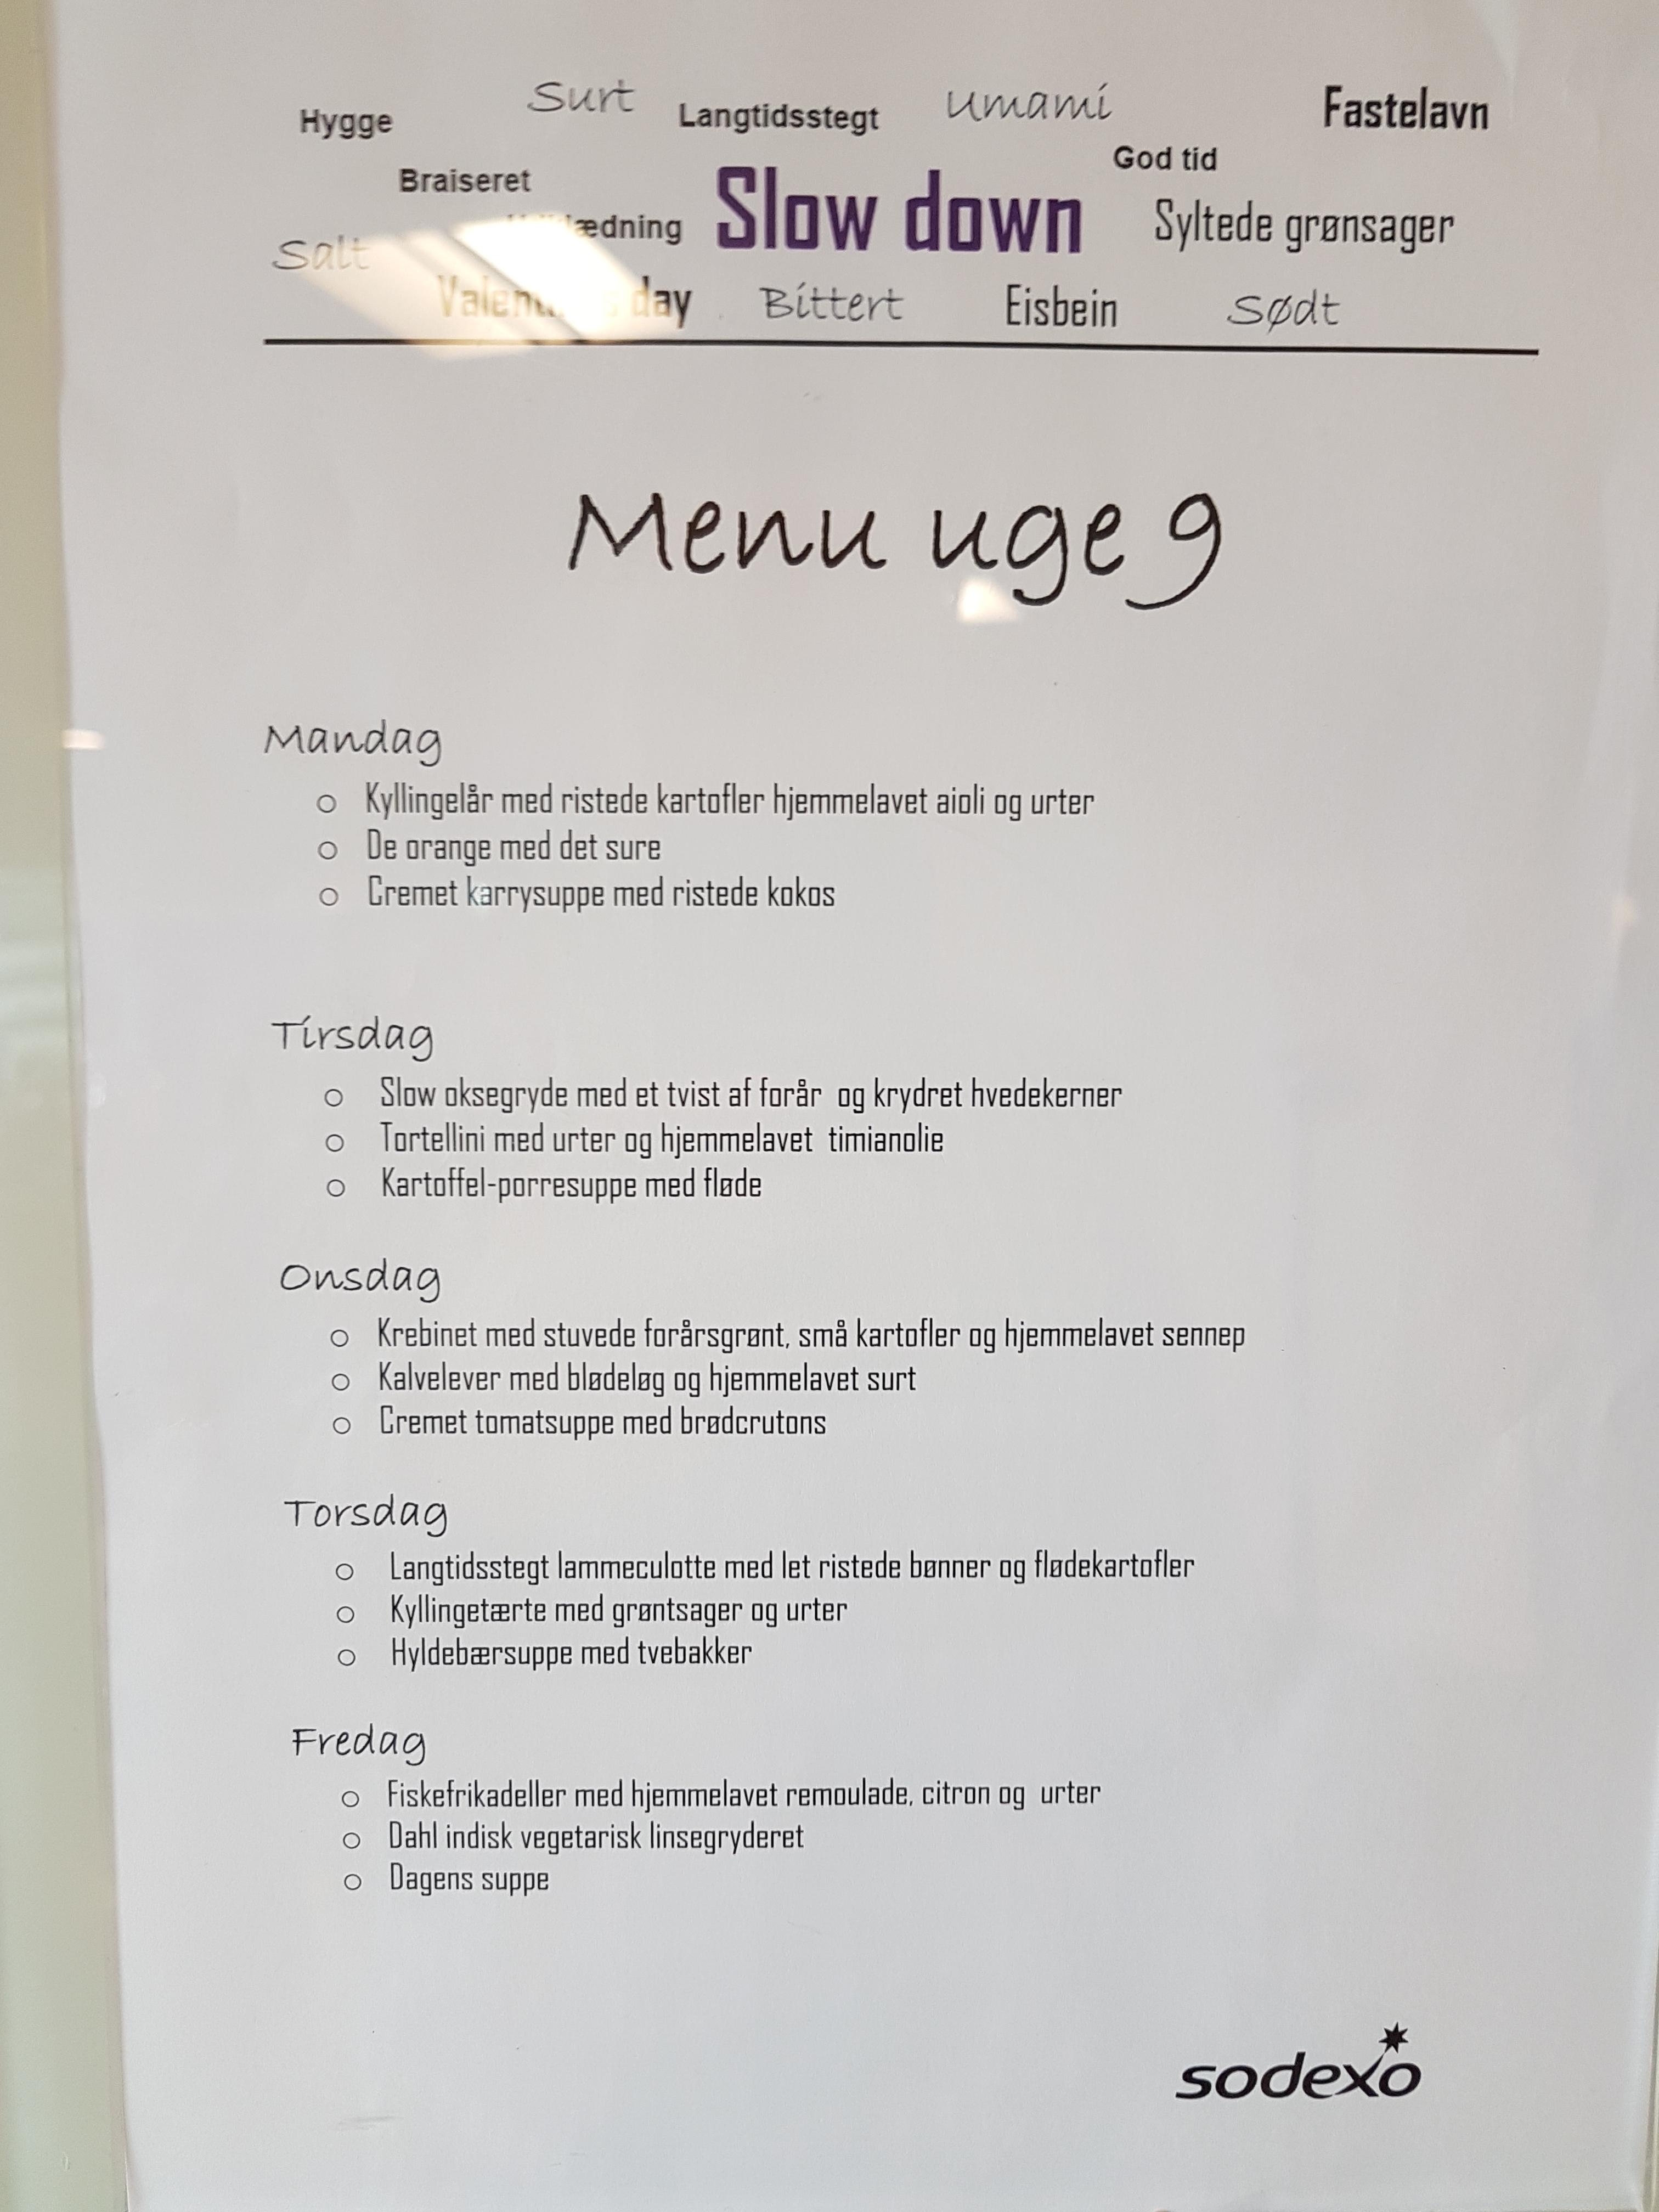 Hygge Surt Langtidsstegt Umami Fastelavn
Braiseret God tid
Salt Slow down Syltede grønsager
day Bittert Eisbein Sødt
Menu uge 9
Mandag
Kyllingelår med ristede kartofler hjemmelavet aioli og urter
De orange med det sure
Cremet karrysuppe med ristede kokos
Tirsdag
Slow oksegryde med et tvist af forår og krydret hvedekerner
Tortellini med urter og hjemmelavet timianolie
Kartoffel-porresuppe med fløde
Onsdag
Krebinet med stuvede forårsgrønt, små kartofler og hjemmelavet sennep
Kalvelever med blødeløg og hjemmelavet surt
Cremet tomatsuppe med brødcrutons
Torsdag
Langtidsstegt lammeculotte med let ristede bønner og flødekartofler
Kyllingetærte med grøntsager og urter
Hyldebærsuppe med tvebakker
Fredag
Fiskefrikadeller med hjemmelavet remoulade, citron og urter
Dahl indisk vegetarisk linsegryderet
Dagens suppe
sodexo